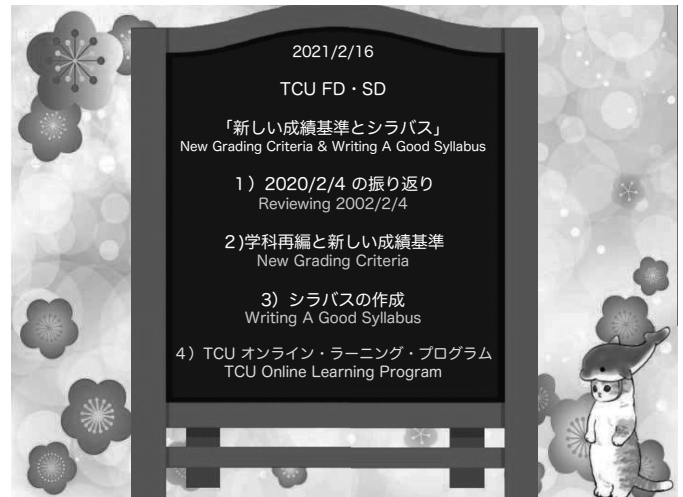 2021/2/16
TCU FD・SD
「新しい成績基準とシラバス」
New Grading Criteria & Writing A Good Syllabus
1）2020/2/4 の振り返り
Reviewing 2002/2/4
2)学科再編と新しい成績基準
New Grading Criteria
3）シラバスの作成
Writing A Good Syllabus
4）TCU オンライン・ラーニング・プログラム
TCU Online Learning Program